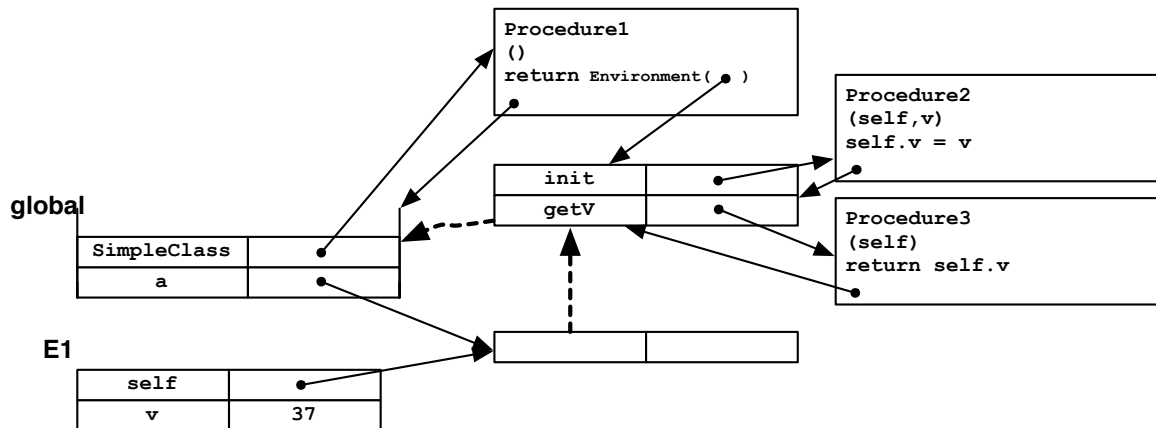 Procedure1
()
return Environment( )
Procedure2
(self,v)
self.v = v
init
getV
global
Procedure3
(self)
return self.v
SimpleClass
a
E1
self
v 37